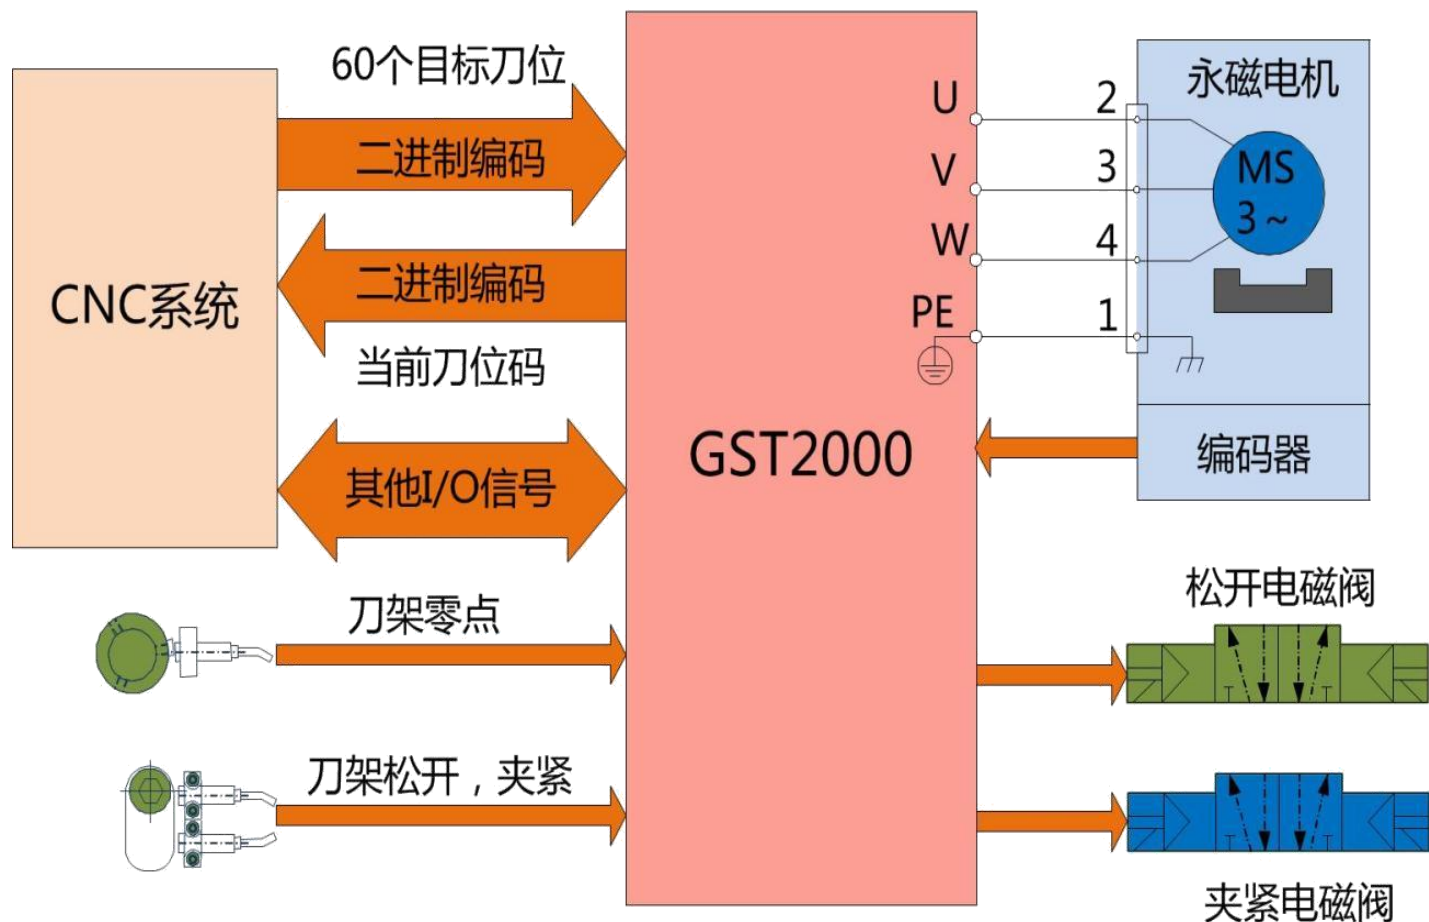 60个目标刀位
二进制编码
二进制编码
当前刀位码
CNC系统
其他I/O信号
刀架零点
刀架松开，夹紧
GST2000
U
V
W
PE
2
3
4
1
永磁电机
MS
3～
编码器
松开电磁阀
夹紧电磁阀